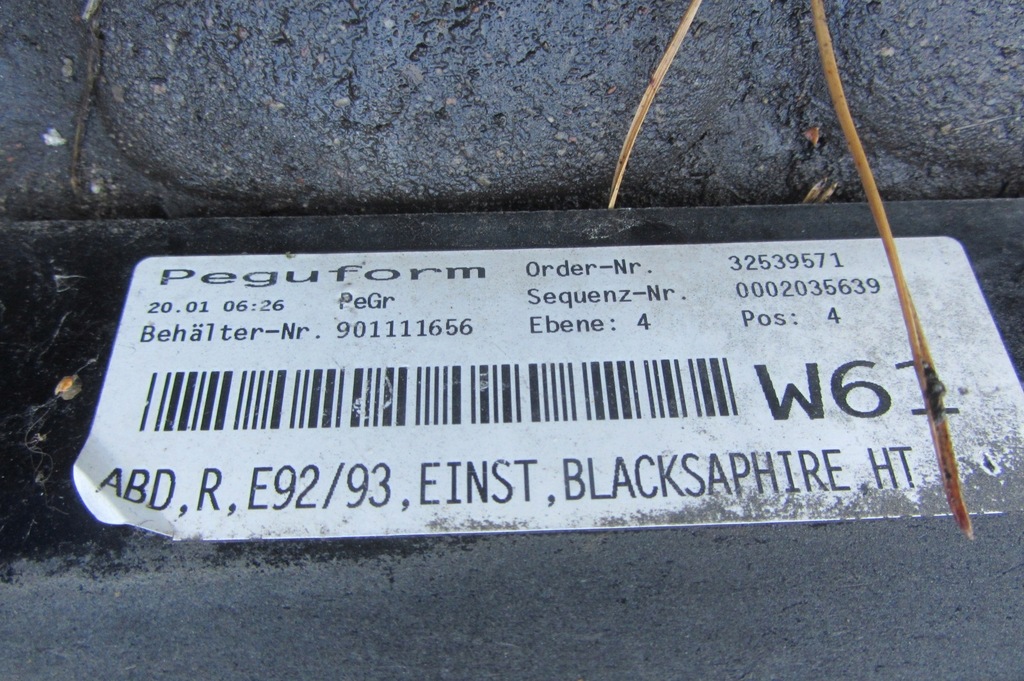 Peguform Order-Nr. 32539571
20.01 06:26 PeGr Sequenz-Nr. 0002035639
Behälter-Nr. 901111656 Ebene: 4 Pos: 4
W61
ABD,R,E92/93,EINST,BLACKSAPHIRE HT